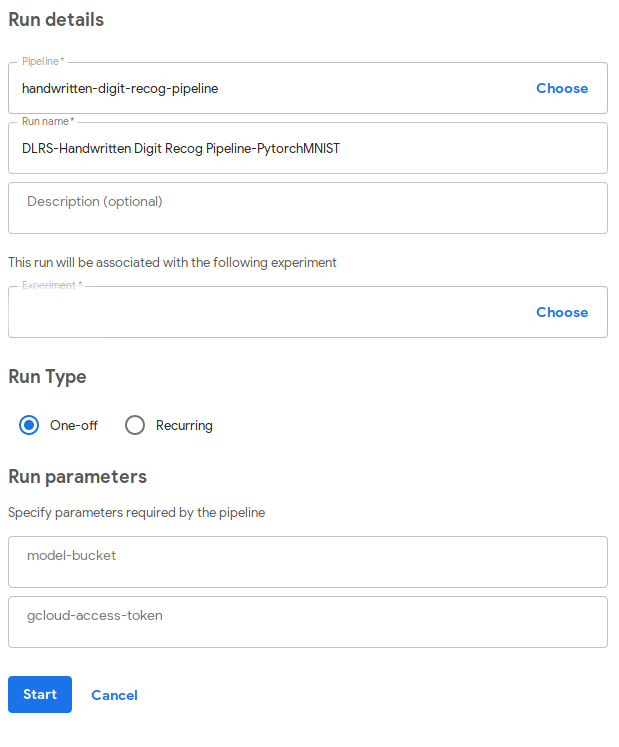 Run details
Pipeline*
handwritten-digit-recog-pipeline
Choose
Run name*
DLRS-Handwritten Digit Recog Pipeline-PytorchMNIST
Description (optional)
This run will be associated with the following experiment
Experiment*
Choose
Run Type
One-off Recurring
Run parameters
Specify parameters required by the pipeline
model-bucket
gcloud-access-token
Start Cancel